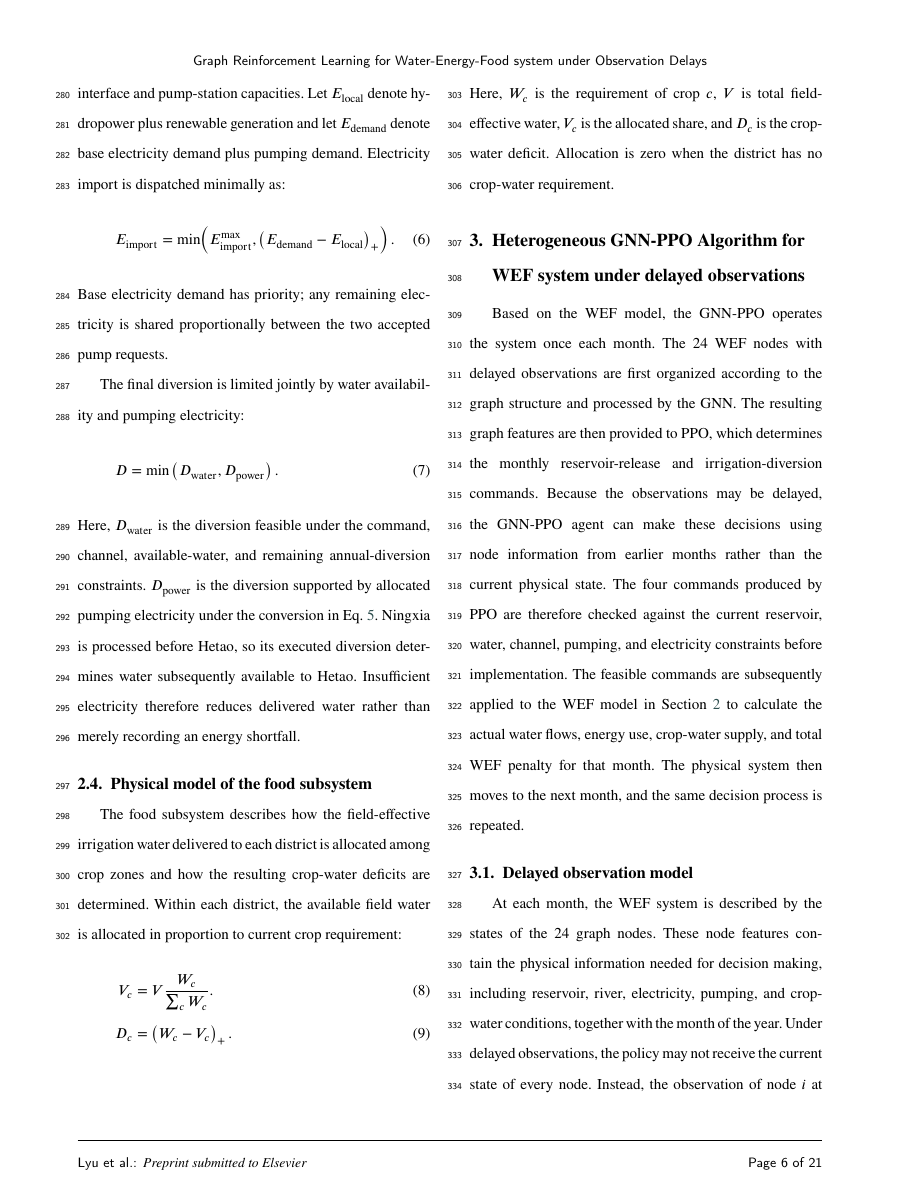 Graph Reinforcement Learning for Water-Energy-Food system under Observation Delays
280 interface and pump-station capacities. Let E_local denote hy-
281 dropower plus renewable generation and let E_demand denote
282 base electricity demand plus pumping demand. Electricity
283 import is dispatched minimally as:
E_import = min(E_import^max, (E_demand − E_local)_+). (6)
284 Base electricity demand has priority; any remaining elec-
285 tricity is shared proportionally between the two accepted
286 pump requests.
287 The final diversion is limited jointly by water availabil-
288 ity and pumping electricity:
D = min (D_water, D_power). (7)
289 Here, D_water is the diversion feasible under the command,
290 channel, available-water, and remaining annual-diversion
291 constraints. D_power is the diversion supported by allocated
292 pumping electricity under the conversion in Eq. 5. Ningxia
293 is processed before Hetao, so its executed diversion deter-
294 mines water subsequently available to Hetao. Insufficient
295 electricity therefore reduces delivered water rather than
296 merely recording an energy shortfall.
297 2.4. Physical model of the food subsystem
298 The food subsystem describes how the field-effective
299 irrigation water delivered to each district is allocated among
300 crop zones and how the resulting crop-water deficits are
301 determined. Within each district, the available field water
302 is allocated in proportion to current crop requirement:
V_c = V W_c / ∑_c W_c. (8)
D_c = (W_c − V_c)_+. (9)
303 Here, W_c is the requirement of crop c, V is total field-
304 effective water, V_c is the allocated share, and D_c is the crop-
305 water deficit. Allocation is zero when the district has no
306 crop-water requirement.
307 3. Heterogeneous GNN-PPO Algorithm for
308 WEF system under delayed observations
309 Based on the WEF model, the GNN-PPO operates
310 the system once each month. The 24 WEF nodes with
311 delayed observations are first organized according to the
312 graph structure and processed by the GNN. The resulting
313 graph features are then provided to PPO, which determines
314 the monthly reservoir-release and irrigation-diversion
315 commands. Because the observations may be delayed,
316 the GNN-PPO agent can make these decisions using
317 node information from earlier months rather than the
318 current physical state. The four commands produced by
319 PPO are therefore checked against the current reservoir,
320 water, channel, pumping, and electricity constraints before
321 implementation. The feasible commands are subsequently
322 applied to the WEF model in Section 2 to calculate the
323 actual water flows, energy use, crop-water supply, and total
324 WEF penalty for that month. The physical system then
325 moves to the next month, and the same decision process is
326 repeated.
327 3.1. Delayed observation model
328 At each month, the WEF system is described by the
329 states of the 24 graph nodes. These node features con-
330 tain the physical information needed for decision making,
331 including reservoir, river, electricity, pumping, and crop-
332 water conditions, together with the month of the year. Under
333 delayed observations, the policy may not receive the current
334 state of every node. Instead, the observation of node i at
Lyu et al.: Preprint submitted to Elsevier
Page 6 of 21